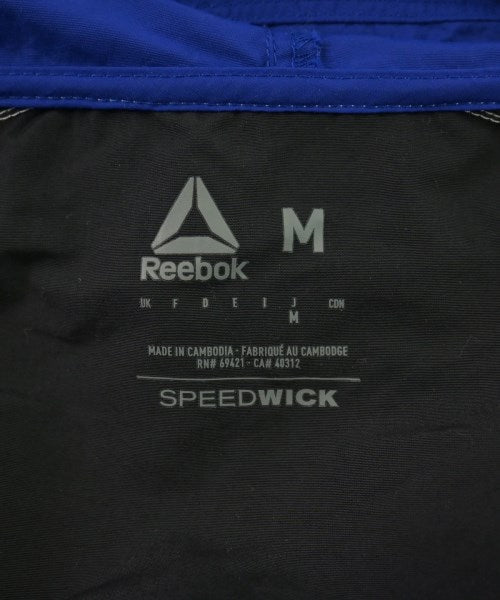 M
Reebok
UK F D E I J CDN
M
MADE IN CAMBODIA - FABRIQUÉ AU CAMBODGE
RN# 69421 - CA# 40312
SPEEDWICK